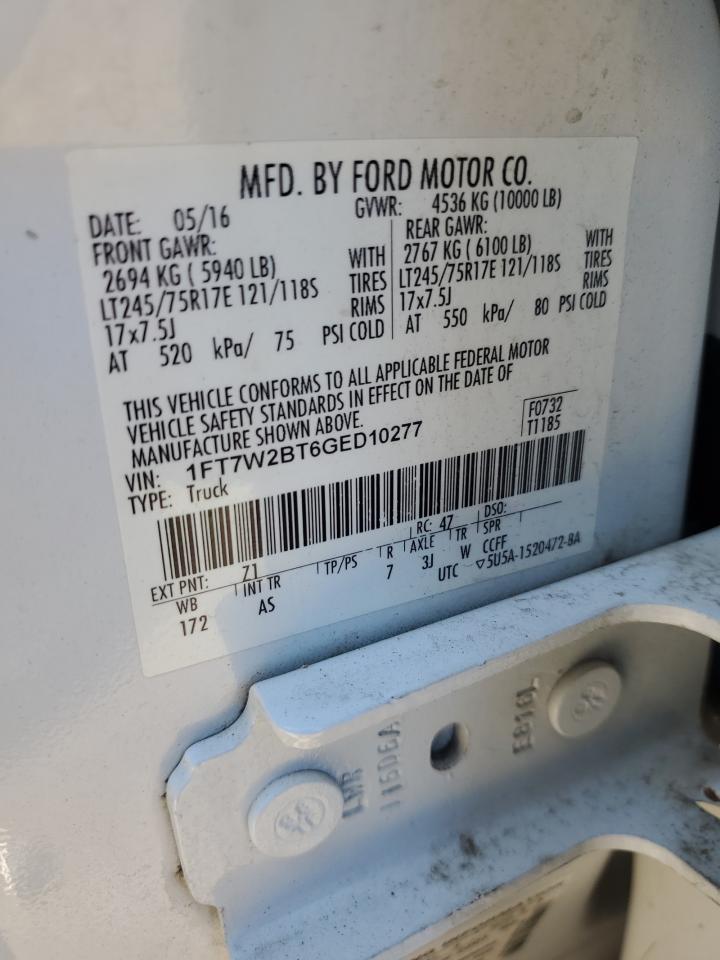 MFD. BY FORD MOTOR CO.
DATE: 05/16 GVWR: 4536 KG (10000 LB)
FRONT GAWR: REAR GAWR:
2694 KG ( 5940 LB) WITH 2767 KG ( 6100 LB) WITH
LT245/75R17E 121/118S TIRES LT245/75R17E 121/118S TIRES
17x7.5J RIMS 17x7.5J RIMS
AT 520 kPa/ 75 PSI COLD AT 550 kPa/ 80 PSI COLD
THIS VEHICLE CONFORMS TO ALL APPLICABLE FEDERAL MOTOR
VEHICLE SAFETY STANDARDS IN EFFECT ON THE DATE OF
MANUFACTURE SHOWN ABOVE. F0732
VIN: 1FT7W2BT6GED10277 T1185
TYPE: Truck
EXT PNT: Z1 RC: 47 DSO:
WB INT TR TP/PS R AXLE TR SPR
172 AS 7 3J W CCFF
UTC ▽5U5A-1520472-BA